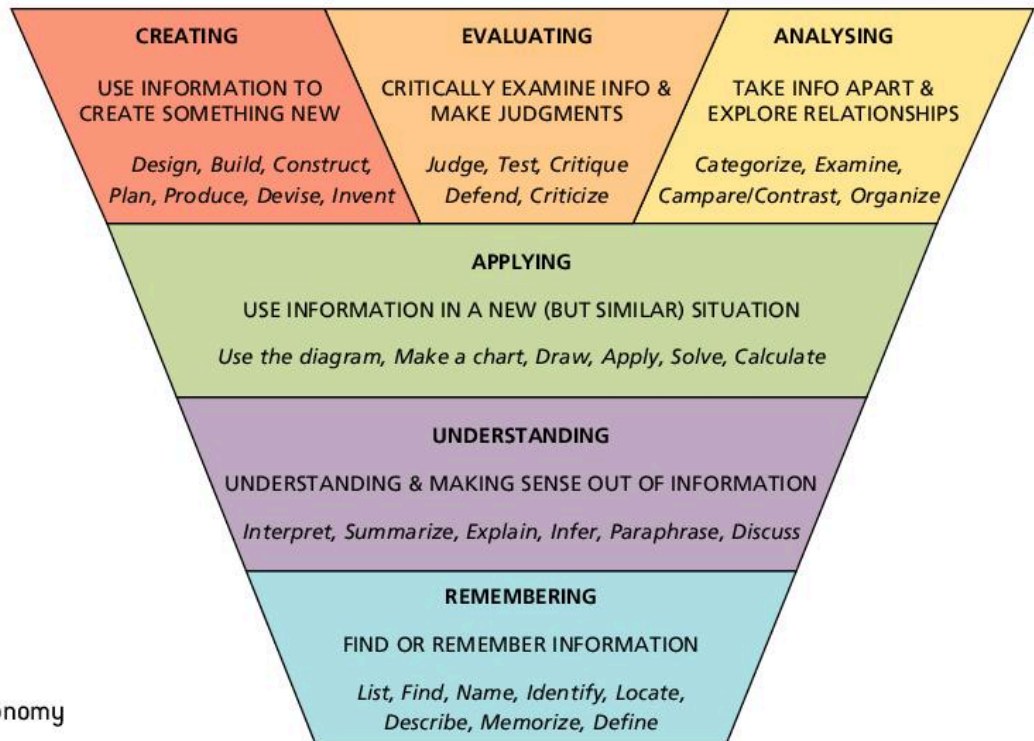 CREATING
USE INFORMATION TO
CREATE SOMETHING NEW
Design, Build, Construct,
Plan, Produce, Devise, Invent
EVALUATING
CRITICALLY EXAMINE INFO &
MAKE JUDGMENTS
Judge, Test, Critique
Defend, Criticize
ANALYSING
TAKE INFO APART &
EXPLORE RELATIONSHIPS
Categorize, Examine,
Campare/Contrast, Organize
APPLYING
USE INFORMATION IN A NEW (BUT SIMILAR) SITUATION
Use the diagram, Make a chart, Draw, Apply, Solve, Calculate
UNDERSTANDING
UNDERSTANDING & MAKING SENSE OUT OF INFORMATION
Interpret, Summarize, Explain, Infer, Paraphrase, Discuss
REMEMBERING
FIND OR REMEMBER INFORMATION
List, Find, Name, Identify, Locate,
Describe, Memorize, Define
onomy